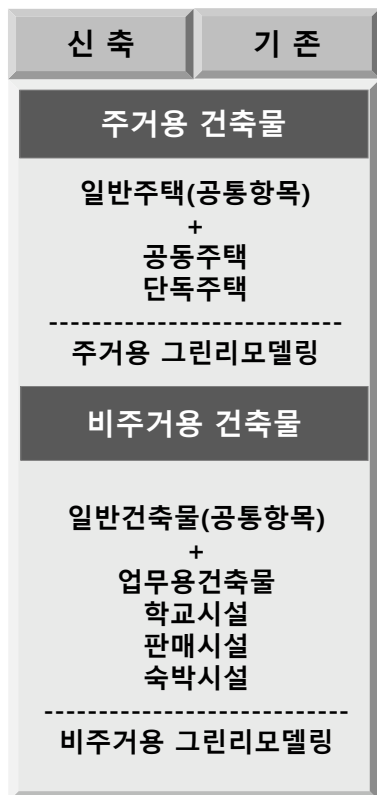 신 축 기 존
주거용 건축물
일반주택(공통항목)
+
공동주택
단독주택
---------------------------
주거용 그린리모델링
비주거용 건축물
일반건축물(공통항목)
+
업무용건축물
학교시설
판매시설
숙박시설
----------------------------
비주거용 그린리모델링